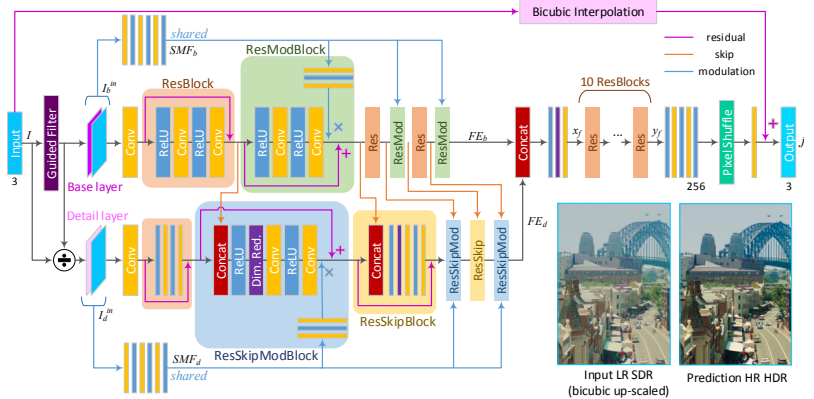 Bicubic Interpolation
residual
skip
modulation
shared
SMF_b
ResModBlock
I_b^in
ResBlock
10 ResBlocks
Input
3
I
Guided Filter
Conv
ReLU
Conv
ReLU
Conv
ReLU
Conv
ReLU
Conv
×
+
Res
ResMod
Res
ResMod
FE_b
Concat
x_f
Res
...
Res
y_f
256
Pixel Shuffle
+
Output
3
j
Base layer
Detail layer
÷
I_d^in
Conv
Concat
ReLU
Dim. Red.
Conv
ReLU
Conv
+
×
Concat
ResSkipMod
ResSkip
ResSkipMod
FE_d
ResSkipBlock
ResSkipModBlock
SMF_d
shared
Input LR SDR
(bicubic up-scaled)
Prediction HR HDR